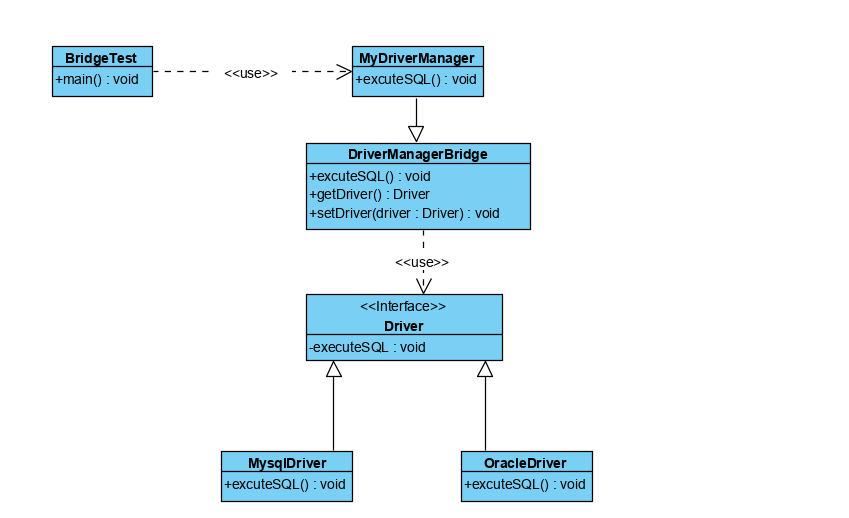 BridgeTest
+main() : void
<<use>>
MyDriverManager
+excuteSQL() : void
DriverManagerBridge
+excuteSQL() : void
+getDriver() : Driver
+setDriver(driver : Driver) : void
<<use>>
<<Interface>>
Driver
-executeSQL : void
MysqlDriver
+excuteSQL() : void
OracleDriver
+excuteSQL() : void